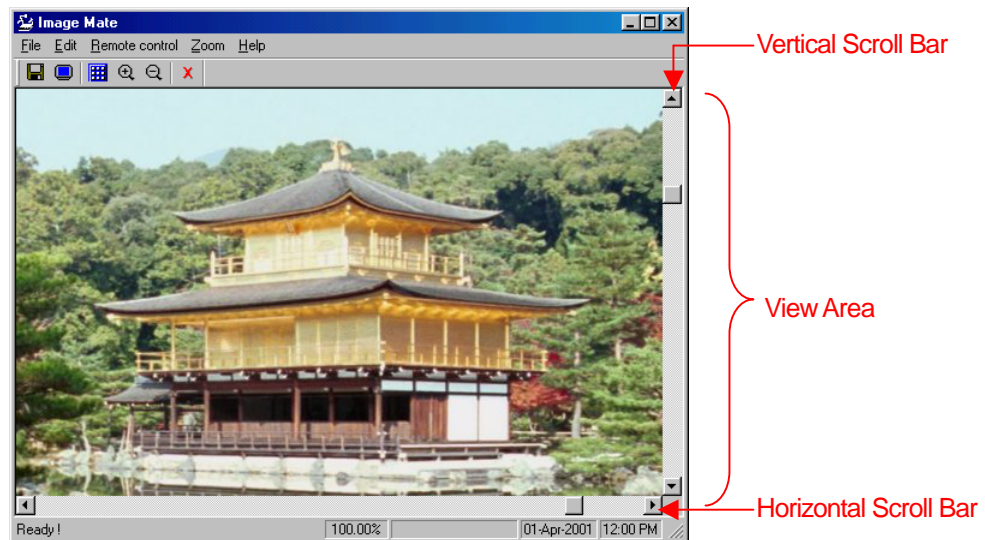 Image Mate
File Edit Remote control Zoom Help
Vertical Scroll Bar
View Area
Horizontal Scroll Bar
Ready ! 100.00% 01-Apr-2001 12:00 PM